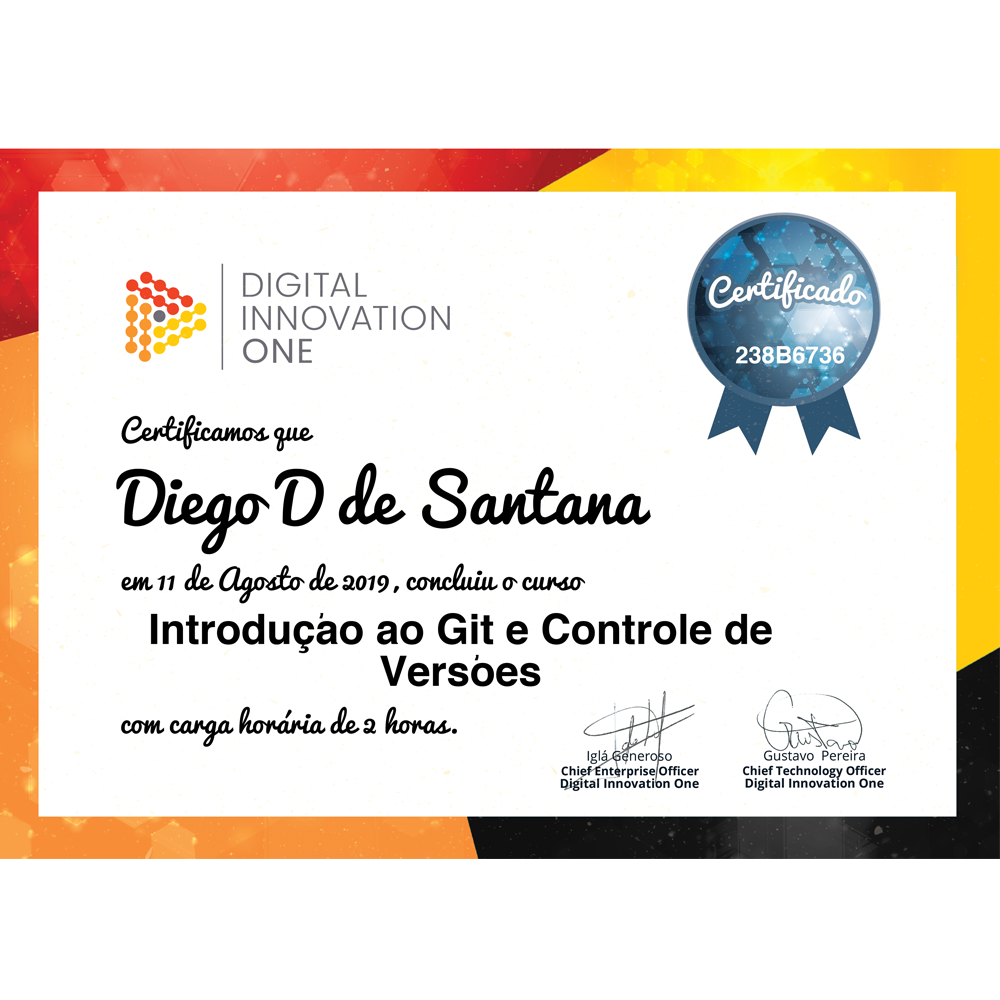 DIGITAL
INNOVATION
ONE
Certificado
238B6736
Certificamos que
Diego D de Santana
em 11 de Agosto de 2019, concluiu o curso
Introdução ao Git e Controle de
Versões
com carga horária de 2 horas.
Iglá Generoso
Chief Enterprise Officer
Digital Innovation One
Gustavo Pereira
Chief Technology Officer
Digital Innovation One